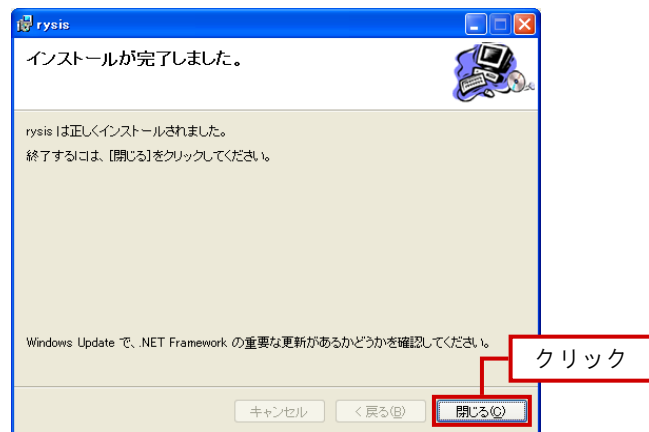 rysis
インストールが完了しました。
rysis は正しくインストールされました。
終了するには、[閉じる]をクリックしてください。
Windows Update で、.NET Framework の重要な更新があるかどうかを確認してください。
クリック
キャンセル
< 戻る(B)
閉じる(C)